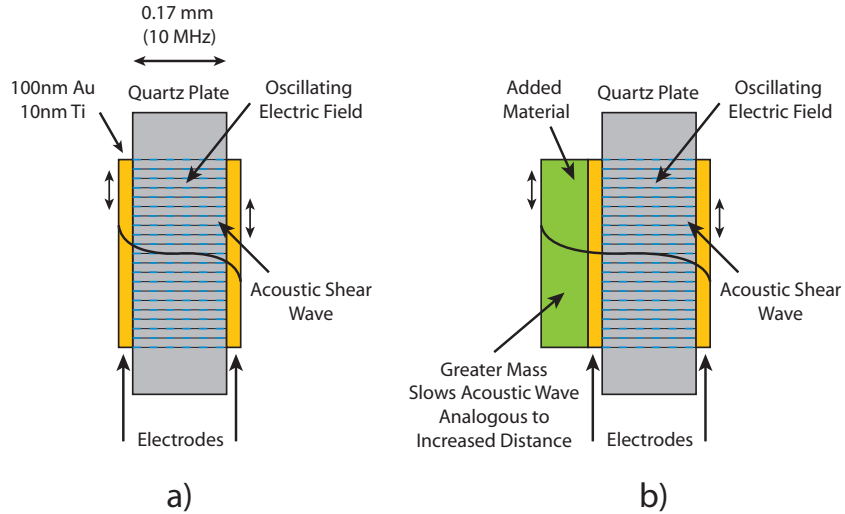 0.17 mm
(10 MHz)
100nm Au
10nm Ti
Quartz Plate
Oscillating
Electric Field
Acoustic Shear
Wave
Electrodes
a)
Added
Material
Quartz Plate
Oscillating
Electric Field
Acoustic Shear
Wave
Greater Mass
Slows Acoustic Wave
Analogous to
Increased Distance
Electrodes
b)